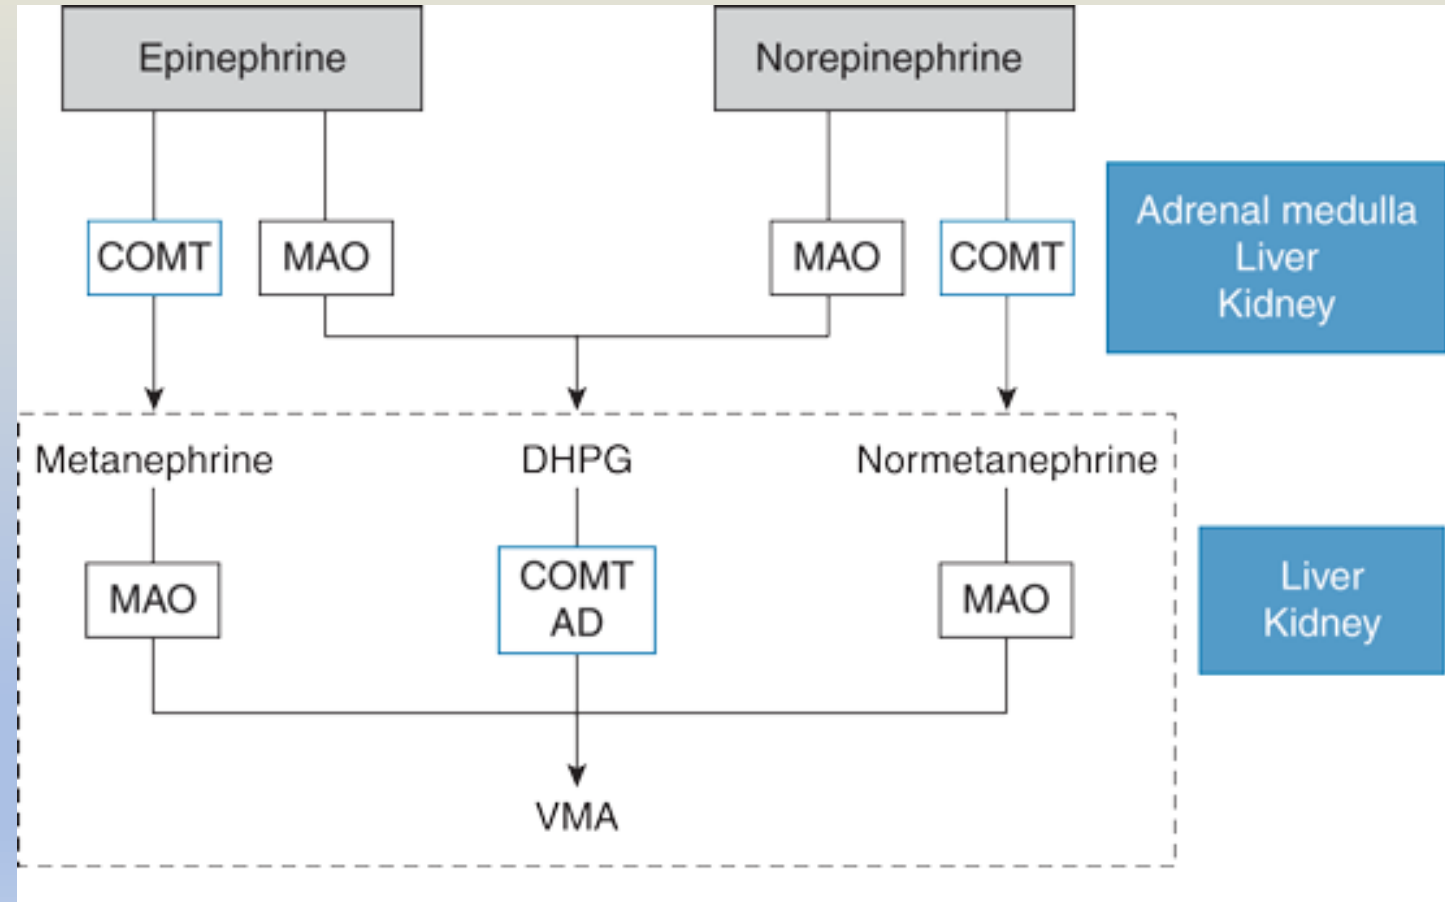 Epinephrine
Norepinephrine
COMT
MAO
MAO
COMT
Adrenal medulla
Liver
Kidney
Metanephrine
DHPG
Normetanephrine
MAO
COMT
AD
MAO
Liver
Kidney
VMA